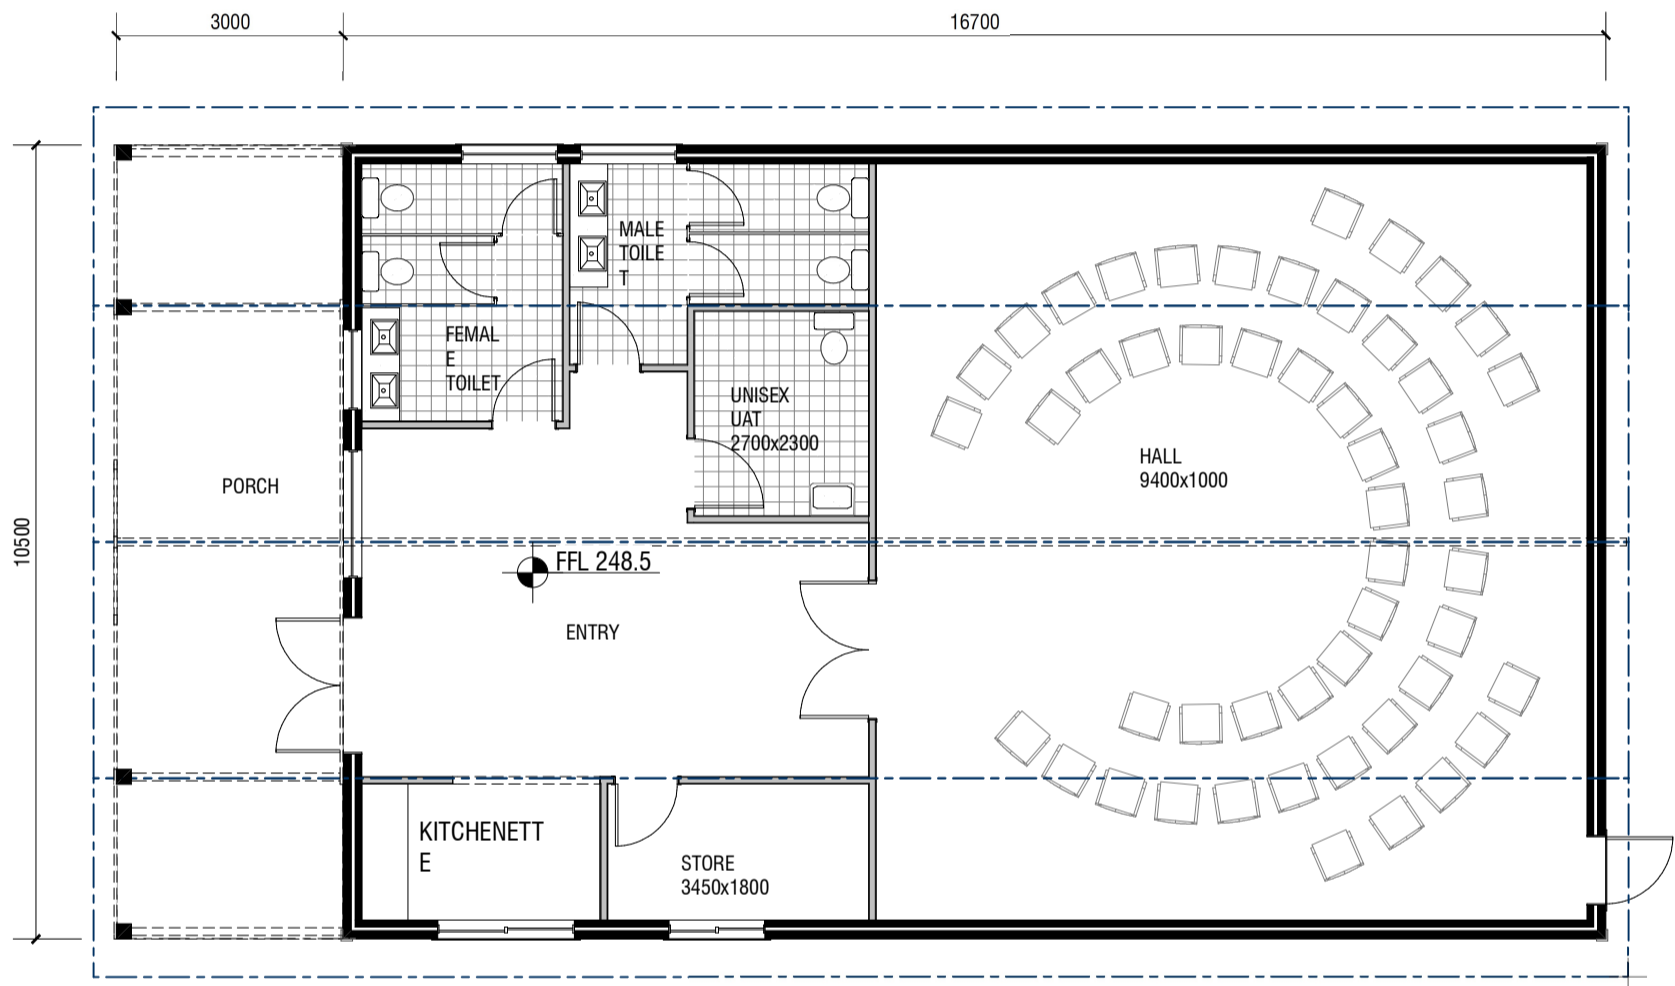 3000
16700
10500
MALE
TOILE
T
FEMAL
E
TOILET
UNISEX
UAT
2700x2300
PORCH
HALL
9400x1000
FFL 248.5
ENTRY
KITCHENETT
E
STORE
3450x1800